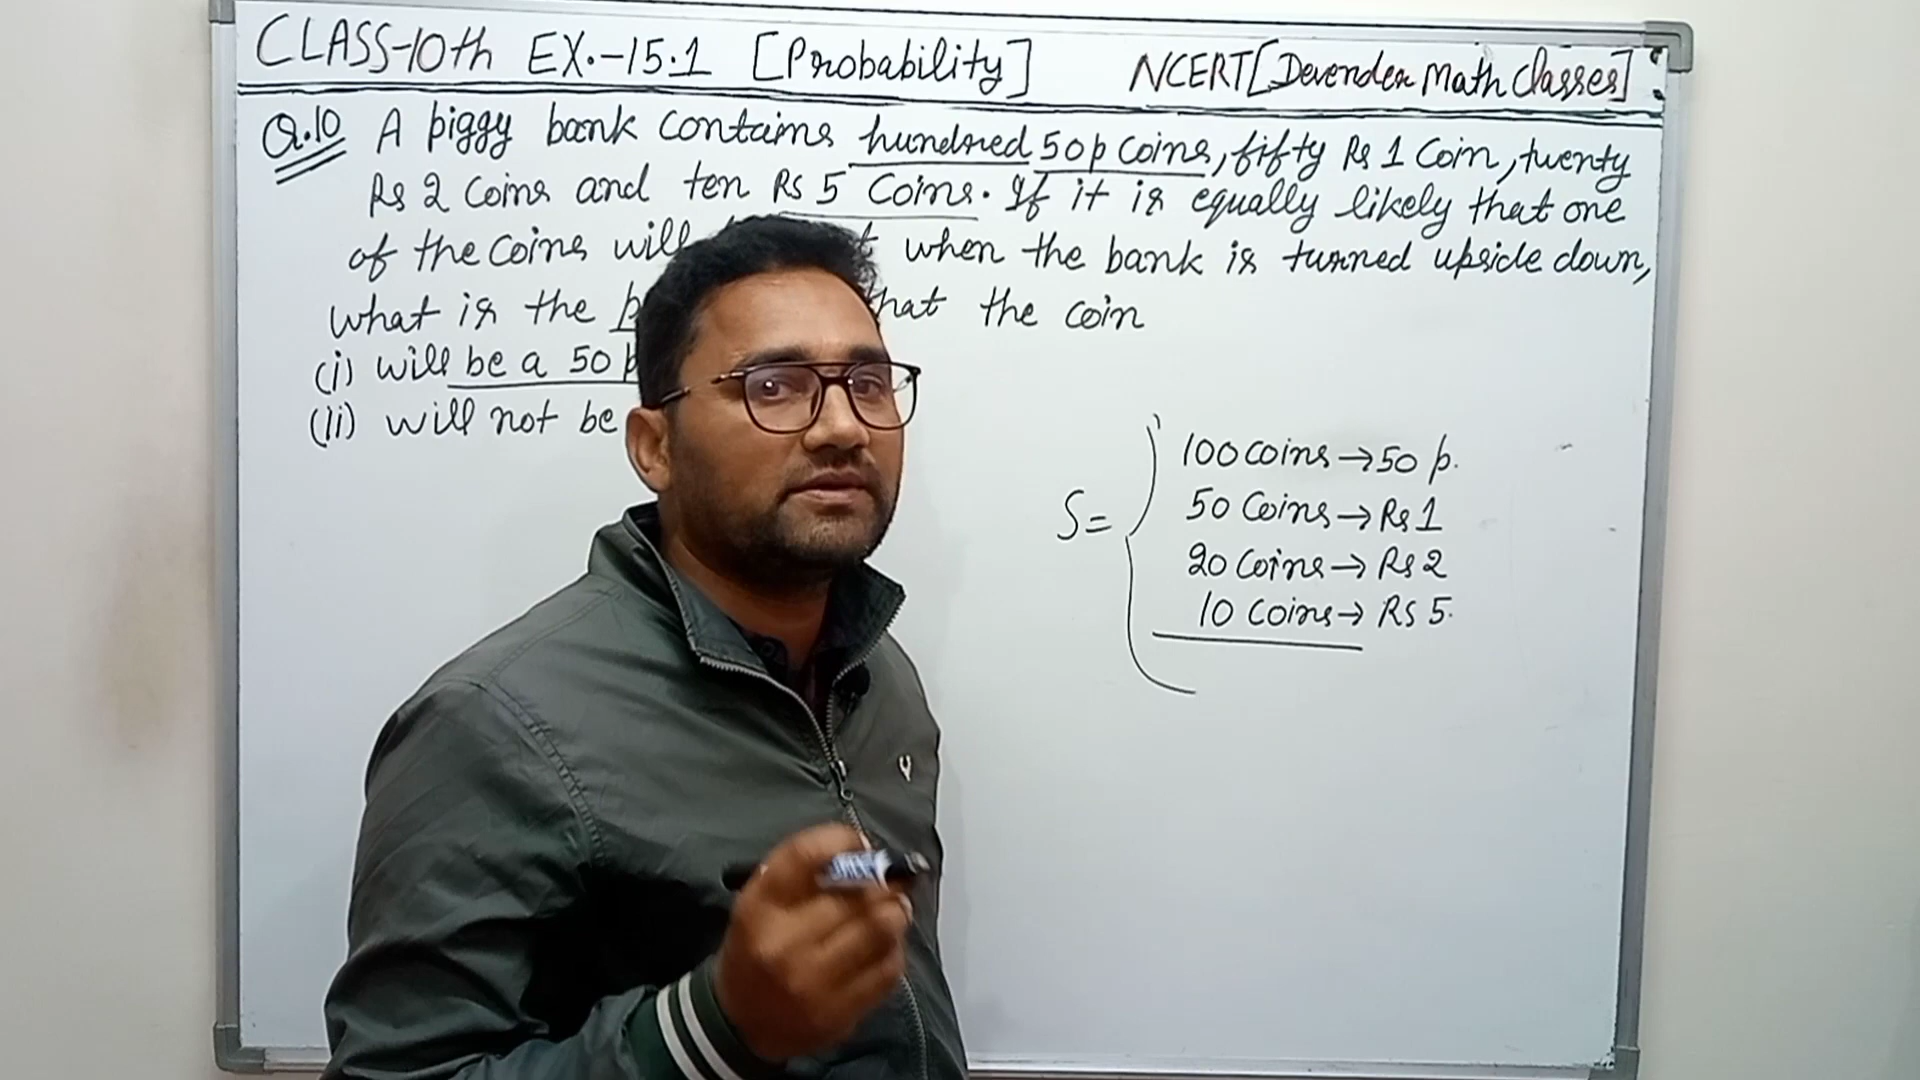 CLASS-10th EX.-15.1 [Probability] NCERT [Devender Math Classes]
Q.10 A piggy bank contains hundred 50p coins, fifty Rs 1 Coin, twenty
Rs 2 Coins and ten Rs 5 Coins. If it is equally likely that one
of the coins will when the bank is turned upside down,
what is the that the coin
(i) will be a 50 p
(ii) will not be
S=
100 coins → 50 p.
50 Coins → Rs 1
20 Coins → Rs 2
10 Coins → Rs 5.